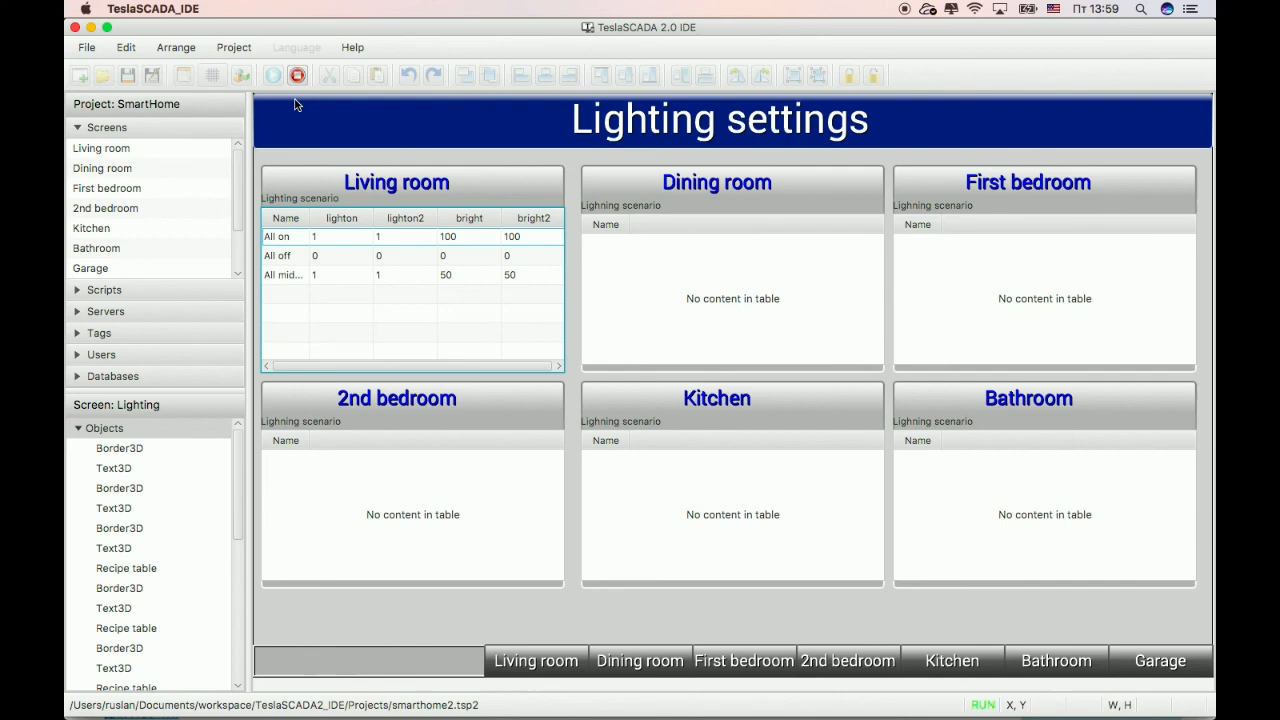 TeslaSCADA_IDE
Пт 13:59
TeslaSCADA 2.0 IDE
File Edit Arrange Project Language Help
Project: SmartHome
Screens
Living room
Dining room
First bedroom
2nd bedroom
Kitchen
Bathroom
Garage
Scripts
Servers
Tags
Users
Databases
Screen: Lighting
Objects
Border3D
Text3D
Border3D
Text3D
Border3D
Text3D
Recipe table
Border3D
Text3D
Recipe table
Border3D
Text3D
Recipe table
Lighting settings
Living room
Lighting scenario
Name lighton lighton2 bright bright2
All on 1 1 100 100
All off 0 0 0 0
All mid... 1 1 50 50
Dining room
Lighning scenario
Name
No content in table
First bedroom
Lighning scenario
Name
No content in table
2nd bedroom
Lighning scenario
Name
No content in table
Kitchen
Lighning scenario
Name
No content in table
Bathroom
Lighning scenario
Name
No content in table
Living room Dining room First bedroom 2nd bedroom Kitchen Bathroom Garage
/Users/ruslan/Documents/workspace/TeslaSCADA2_IDE/Projects/smarthome2.tsp2
RUN X, Y W, H